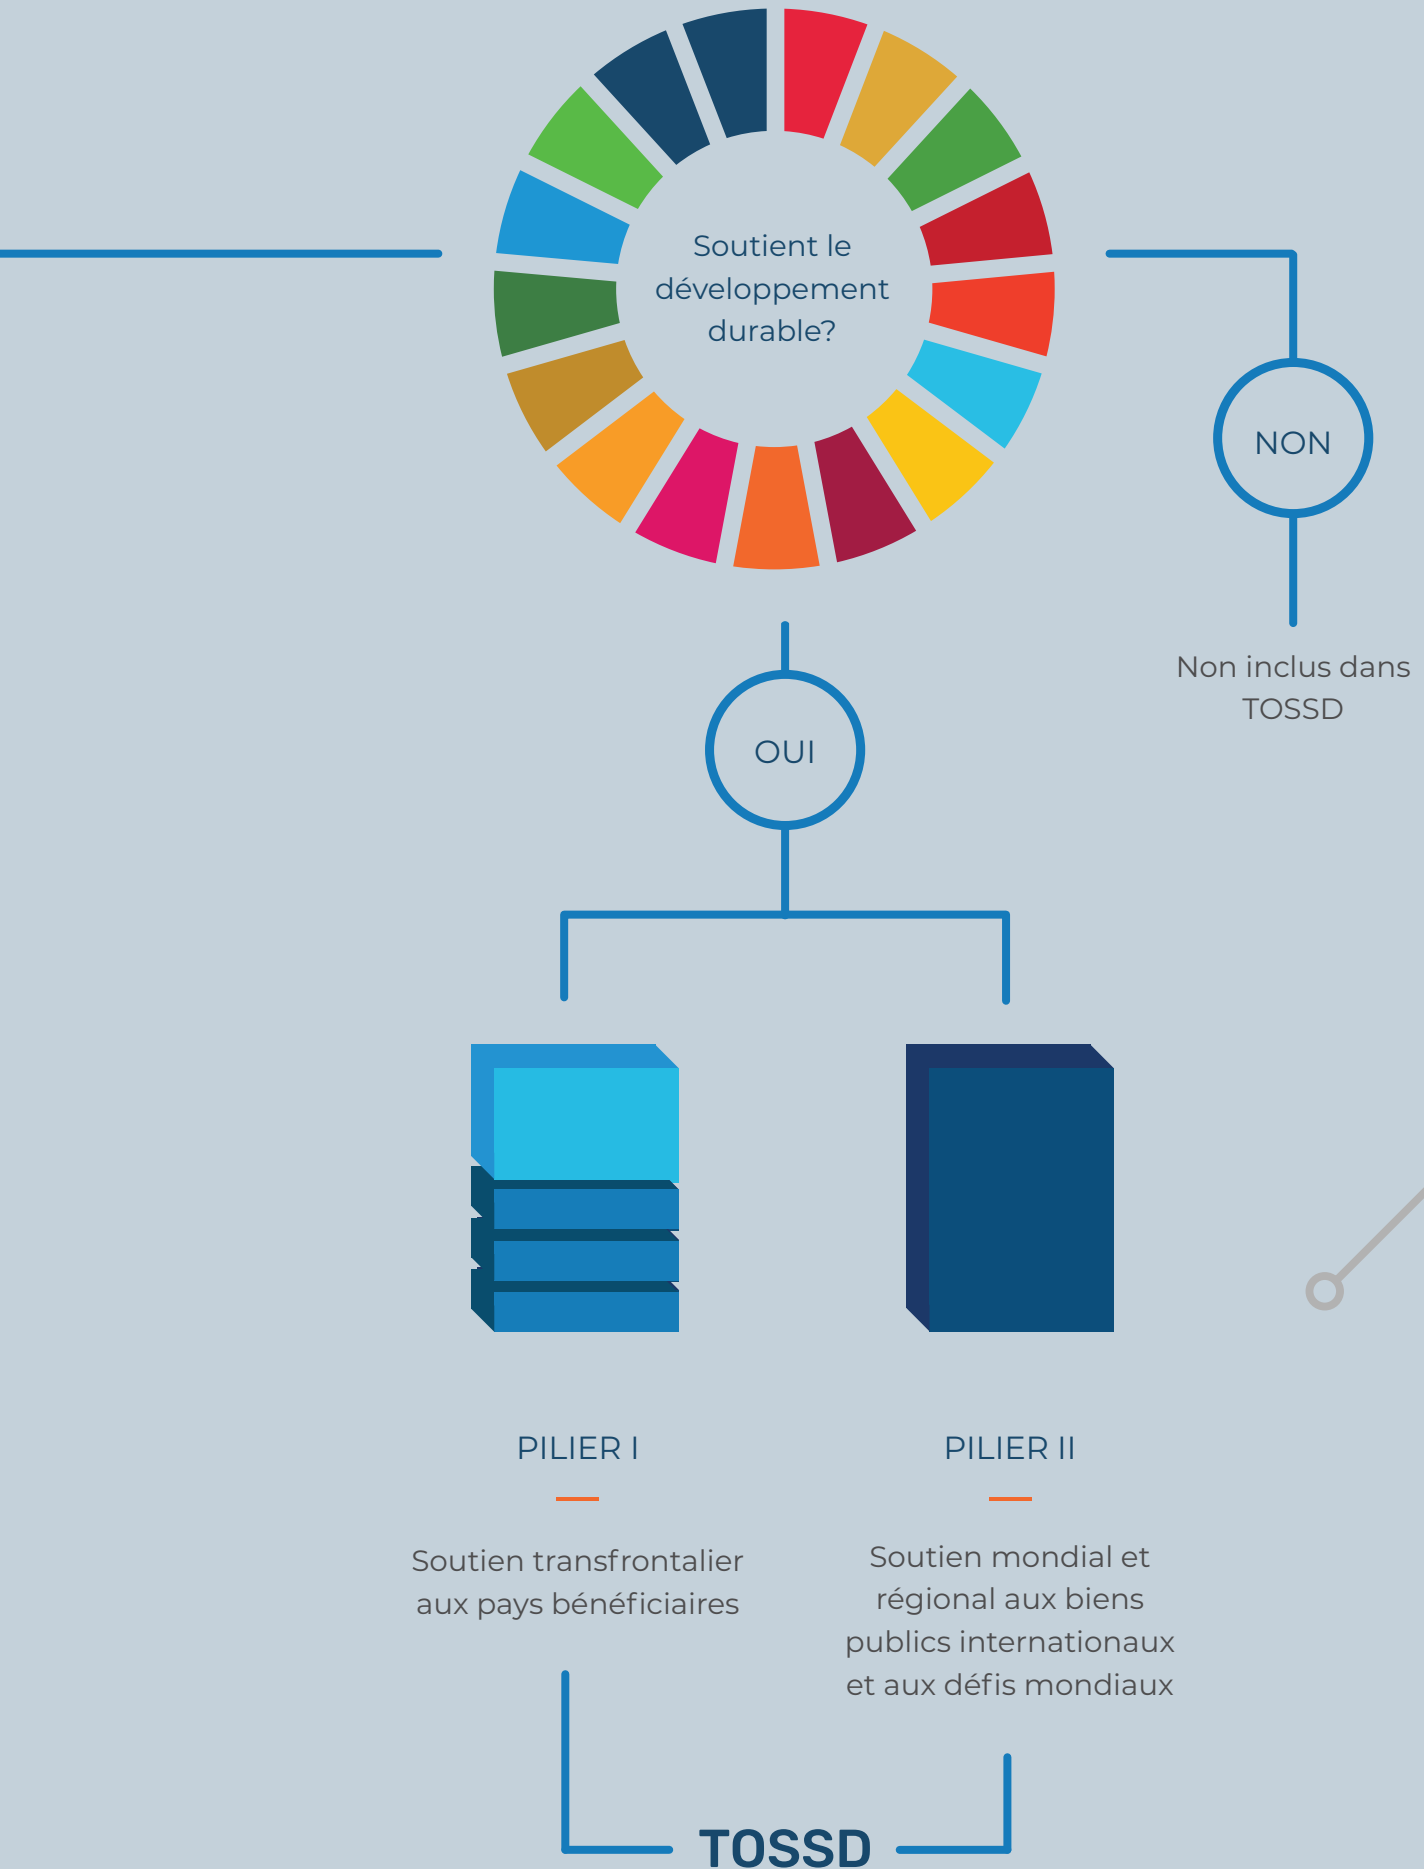 Soutient le
développement
durable?
NON
Non inclus dans
TOSSD
OUI
PILIER I
Soutien transfrontalier
aux pays bénéficiaires
PILIER II
Soutien mondial et
régional aux biens
publics internationaux
et aux défis mondiaux
TOSSD